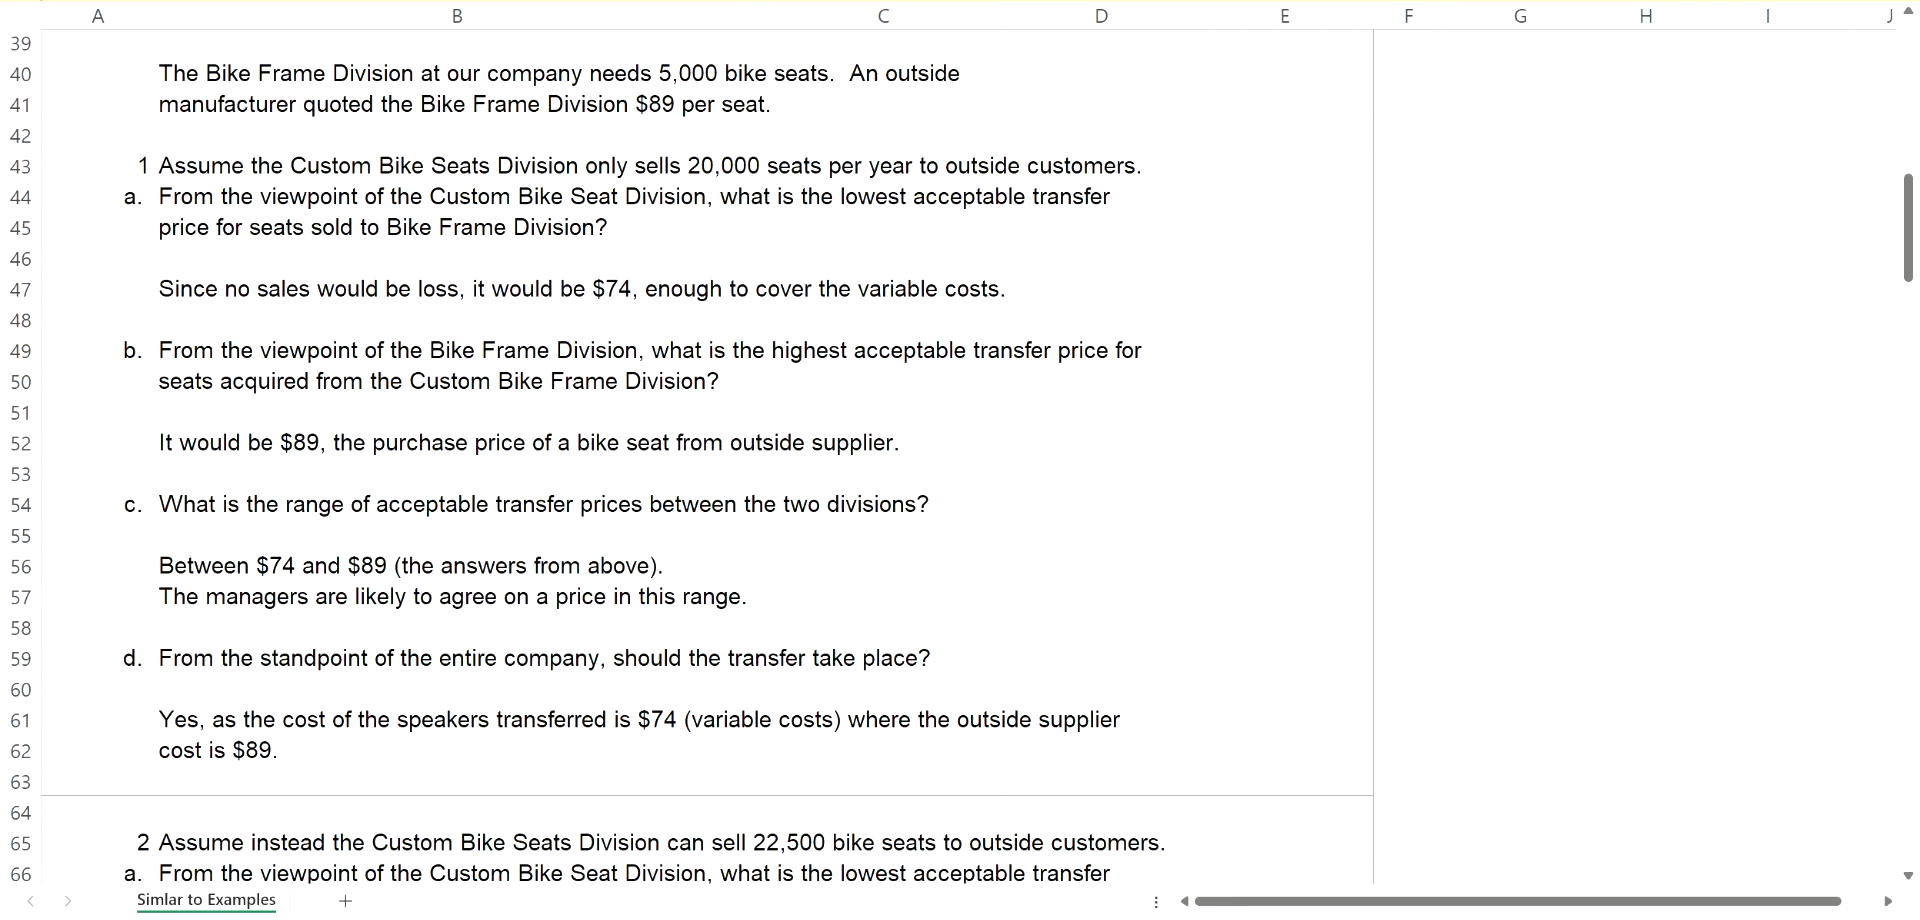 A B C D E F G H I J
39
40 The Bike Frame Division at our company needs 5,000 bike seats.  An outside
41 manufacturer quoted the Bike Frame Division $89 per seat.
42
43 1 Assume the Custom Bike Seats Division only sells 20,000 seats per year to outside customers.
44 a. From the viewpoint of the Custom Bike Seat Division, what is the lowest acceptable transfer
45 price for seats sold to Bike Frame Division?
46
47 Since no sales would be loss, it would be $74, enough to cover the variable costs.
48
49 b. From the viewpoint of the Bike Frame Division, what is the highest acceptable transfer price for
50 seats acquired from the Custom Bike Frame Division?
51
52 It would be $89, the purchase price of a bike seat from outside supplier.
53
54 c. What is the range of acceptable transfer prices between the two divisions?
55
56 Between $74 and $89 (the answers from above).
57 The managers are likely to agree on a price in this range.
58
59 d. From the standpoint of the entire company, should the transfer take place?
60
61 Yes, as the cost of the speakers transferred is $74 (variable costs) where the outside supplier
62 cost is $89.
63
64
65 2 Assume instead the Custom Bike Seats Division can sell 22,500 bike seats to outside customers.
66 a. From the viewpoint of the Custom Bike Seat Division, what is the lowest acceptable transfer
Simlar to Examples